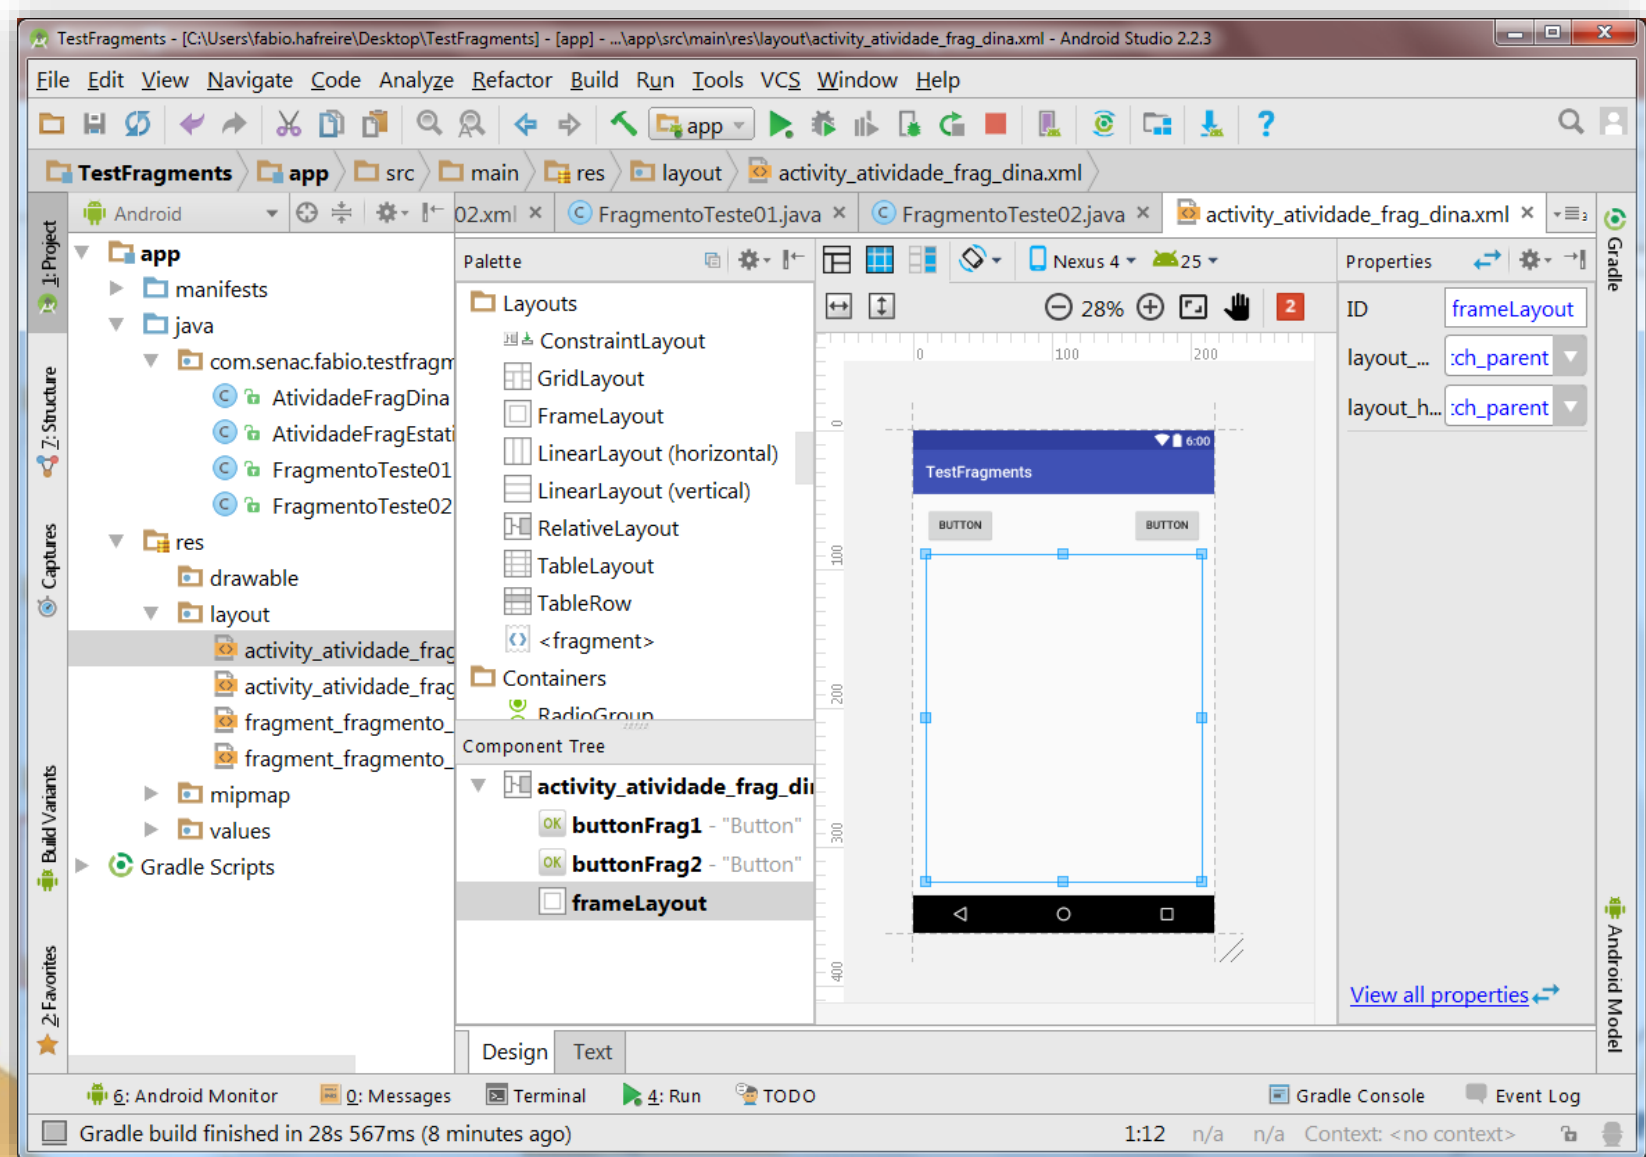 TestFragments - [C:\Users\fabio.hafreire\Desktop\TestFragments] - [app] - ...\app\src\main\res\layout\activity_atividade_frag_dina.xml - Android Studio 2.2.3
File Edit View Navigate Code Analyze Refactor Build Run Tools VCS Window Help
app
TestFragments app src main res layout activity_atividade_frag_dina.xml
Android 02.xml FragmentoTeste01.java FragmentoTeste02.java activity_atividade_frag_dina.xml 3
1: Project
7: Structure
Captures
Build Variants
2: Favorites
app
manifests
java
com.senac.fabio.testfragm
AtividadeFragDina
AtividadeFragEstati
FragmentoTeste01
FragmentoTeste02
res
drawable
layout
activity_atividade_frag
activity_atividade_frag
fragment_fragmento_
fragment_fragmento_
mipmap
values
Gradle Scripts
Palette
Layouts
ConstraintLayout
GridLayout
FrameLayout
LinearLayout (horizontal)
LinearLayout (vertical)
RelativeLayout
TableLayout
TableRow
<fragment>
Containers
RadioGroup
Component Tree
activity_atividade_frag_di
buttonFrag1 - "Button"
buttonFrag2 - "Button"
frameLayout
Nexus 4 25
28% 2
0 100 200
0
100
200
300
400
6:00
TestFragments
BUTTON BUTTON
Properties
ID frameLayout
layout_... :ch_parent
layout_h... :ch_parent
View all properties
Gradle
Android Model
Design Text
6: Android Monitor 0: Messages Terminal 4: Run TODO Gradle Console Event Log
Gradle build finished in 28s 567ms (8 minutes ago) 1:12 n/a n/a Context: <no context>